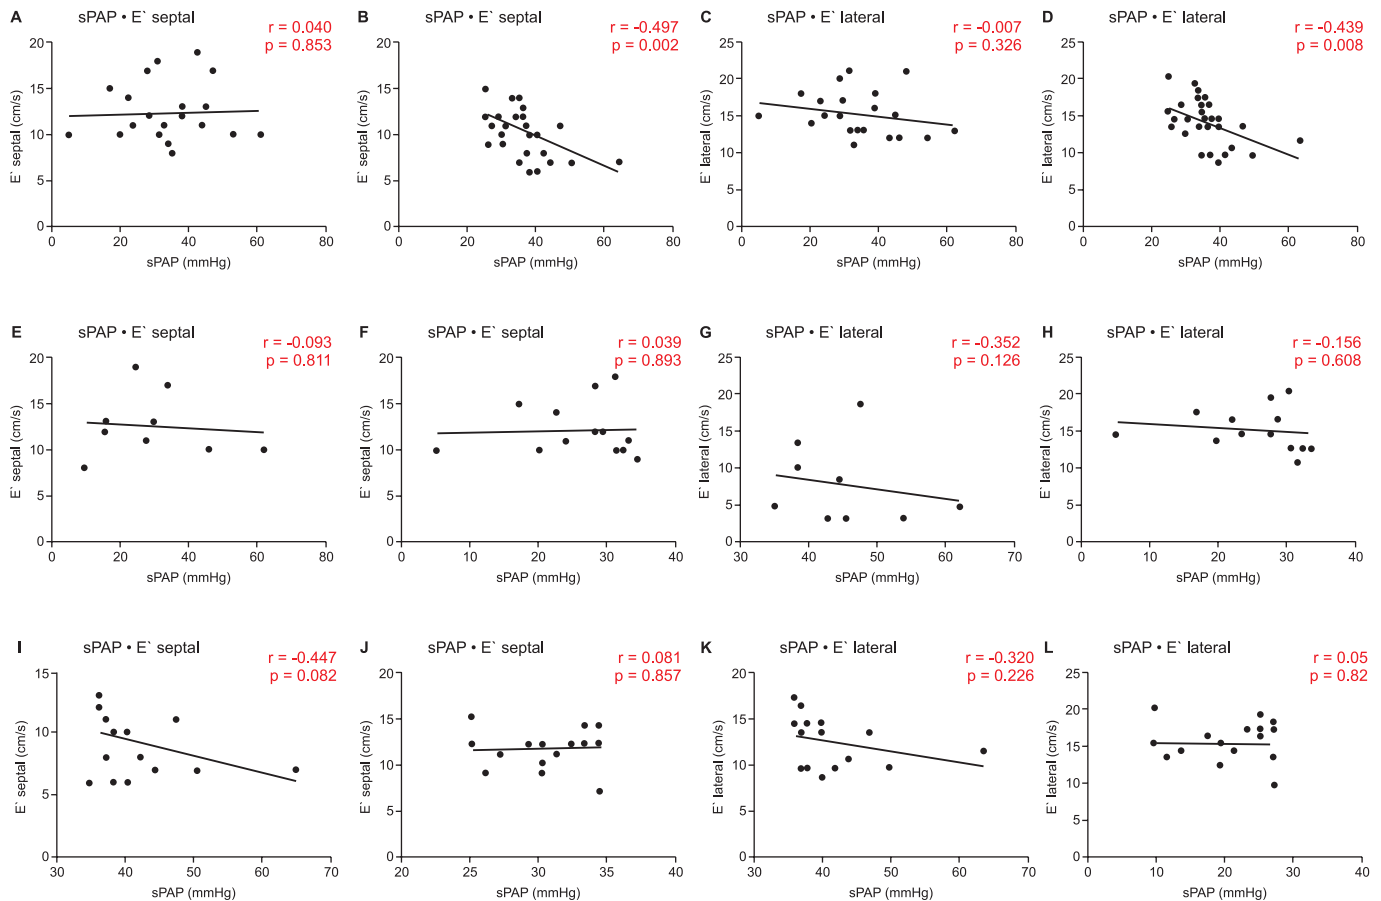 A sPAP • E` septal
r = 0.040
p = 0.853
20
15
10
5
0
E` septal (cm/s)
0 20 40 60 80
sPAP (mmHg)
B sPAP • E` septal
r = -0.497
p = 0.002
20
15
10
5
0
E` septal (cm/s)
0 20 40 60 80
sPAP (mmHg)
C sPAP • E` lateral
r = -0.007
p = 0.326
25
20
15
10
5
0
E` lateral (cm/s)
0 20 40 60 80
sPAP (mmHg)
D sPAP • E` lateral
r = -0.439
p = 0.008
25
20
15
10
5
0
E` lateral (cm/s)
0 20 40 60 80
sPAP (mmHg)
E sPAP • E` septal
r = -0.093
p = 0.811
20
15
10
5
0
E` septal (cm/s)
0 20 40 60 80
sPAP (mmHg)
F sPAP • E` septal
r = 0.039
p = 0.893
20
15
10
5
0
E` septal (cm/s)
0 10 20 30 40
sPAP (mmHg)
G sPAP • E` lateral
r = -0.352
p = 0.126
25
20
15
10
5
0
E` lateral (cm/s)
30 40 50 60 70
sPAP (mmHg)
H sPAP • E` lateral
r = -0.156
p = 0.608
25
20
15
10
5
0
E` lateral (cm/s)
0 10 20 30 40
sPAP (mmHg)
I sPAP • E` septal
r = -0.447
p = 0.082
15
10
5
0
E` septal (cm/s)
30 40 50 60 70
sPAP (mmHg)
J sPAP • E` septal
r = 0.081
p = 0.857
20
15
10
5
0
E` septal (cm/s)
20 25 30 35 40
sPAP (mmHg)
K sPAP • E` lateral
r = -0.320
p = 0.226
20
15
10
5
0
E` lateral (cm/s)
30 40 50 60 70
sPAP (mmHg)
L sPAP • E` lateral
r = 0.05
p = 0.82
25
20
15
10
5
0
E` lateral (cm/s)
0 10 20 30 40
sPAP (mmHg)